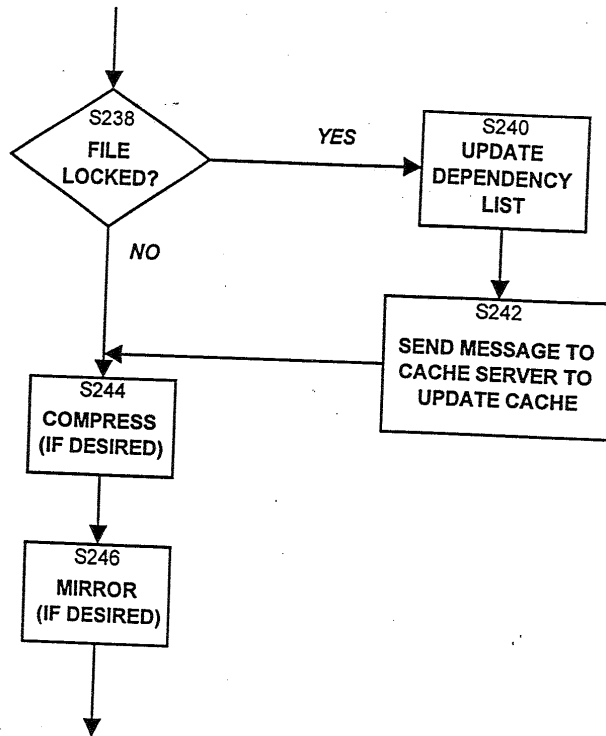 S238
FILE
LOCKED?
YES
S240
UPDATE
DEPENDENCY
LIST
NO
S242
SEND MESSAGE TO
CACHE SERVER TO
UPDATE CACHE
S244
COMPRESS
(IF DESIRED)
S246
MIRROR
(IF DESIRED)